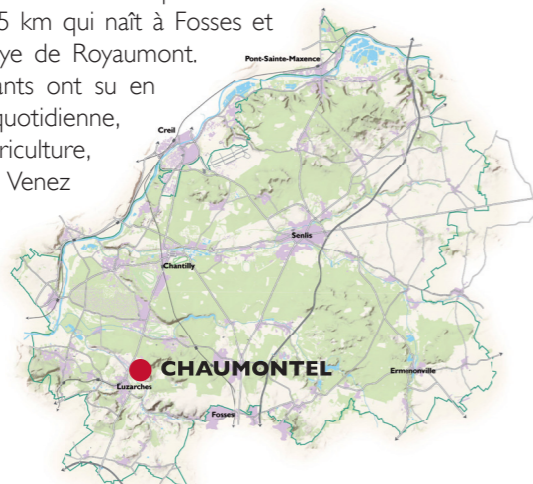 5 km qui naît à Fosses et
ye de Royaumont.
ants ont su en
quotidienne,
riculture,
Venez
Pont-Sainte-Maxence
Creil
Senlis
Chantilly
CHAUMONTEL
Luzarches
Ermenonville
Fosses